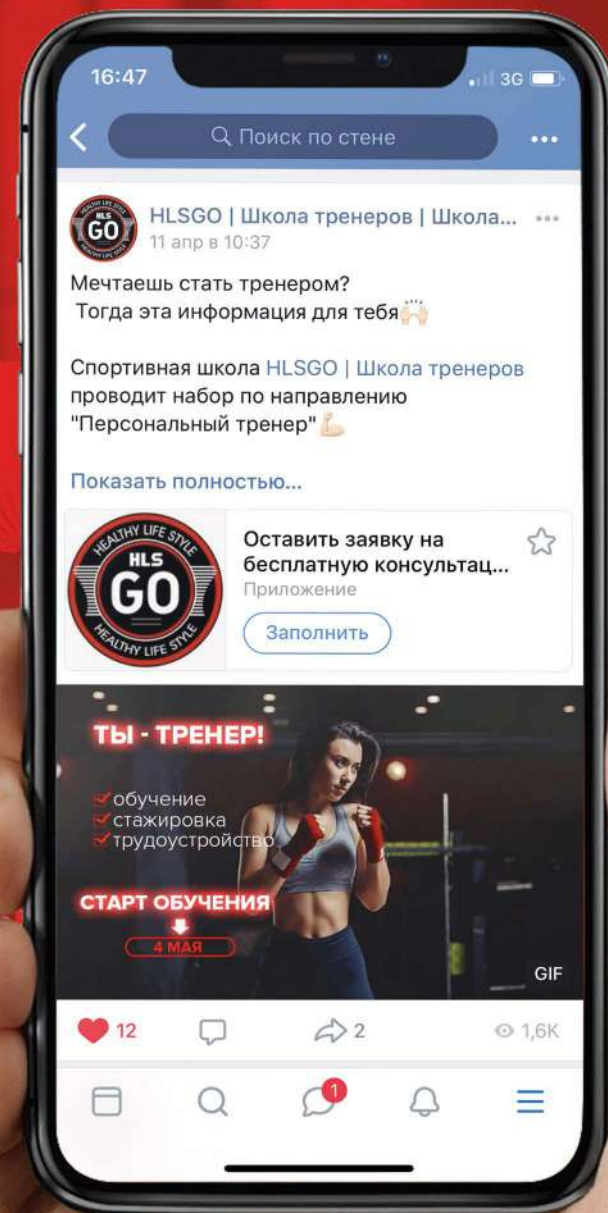 16:47
3G
Поиск по стене
HLSGO | Школа тренеров | Школа...
11 апр в 10:37
Мечтаешь стать тренером?
Тогда эта информация для тебя🙌🏻
Спортивная школа HLSGO | Школа тренеров
проводит набор по направлению
"Персональный тренер"💪🏻
Показать полностью...
HEALTHY LIFE STYLE
HLS
GO
HEALTHY LIFE STYLE
Оставить заявку на
бесплатную консультац...
Приложение
Заполнить
ТЫ - ТРЕНЕР!
обучение
стажировка
трудоустройство
СТАРТ ОБУЧЕНИЯ
4 МАЯ
GIF
12
2
1,6K
1